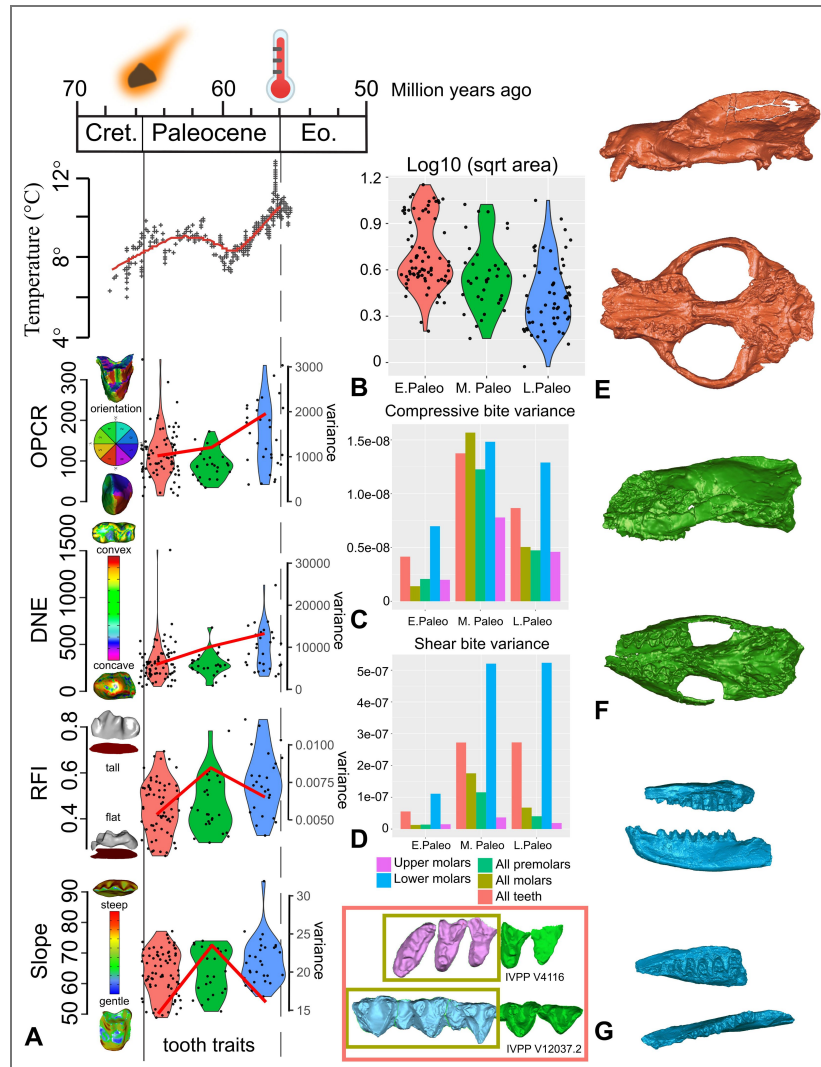 70 60 50 Million years ago
Cret. Paleocene Eo.
Temperature (°C)
12°
8°
4°
Log10 (sqrt area)
1.2
0.9
0.6
0.3
0
E.Paleo M. Paleo L.Paleo
B
E
OPCR
300
200
100
0
orientation
3000
2000
1000
0
variance
Compressive bite variance
1.5e-08
1.0e-08
0.5e-08
0
E.Paleo M. Paleo L.Paleo
C
DNE
1500
1000
500
0
convex
concave
30000
20000
10000
0
variance
Shear bite variance
5e-07
4e-07
3e-07
2e-07
1e-07
0
E.Paleo M. Paleo L.Paleo
D
F
RFI
0.8
0.6
0.4
tall
flat
0.0100
0.0075
0.0050
variance
Upper molars
Lower molars
All premolars
All molars
All teeth
Slope
90
80
70
60
50
steep
gentle
30
25
20
15
variance
IVPP V4116
IVPP V12037.2
A
tooth traits
G